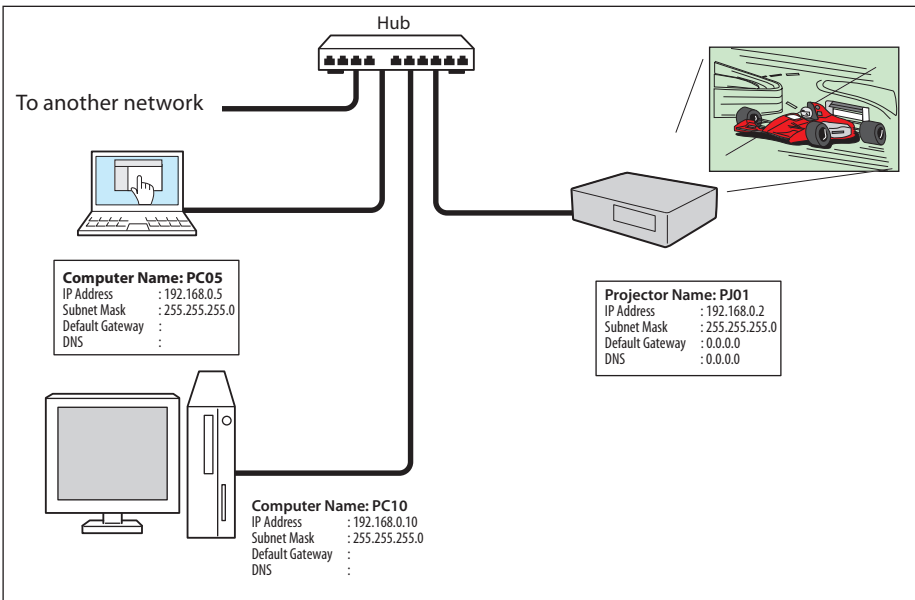 Hub
To another network
Computer Name: PC05
IP Address : 192.168.0.5
Subnet Mask : 255.255.255.0
Default Gateway :
DNS :
Projector Name: PJ01
IP Address : 192.168.0.2
Subnet Mask : 255.255.255.0
Default Gateway : 0.0.0.0
DNS : 0.0.0.0
Computer Name: PC10
IP Address : 192.168.0.10
Subnet Mask : 255.255.255.0
Default Gateway :
DNS :